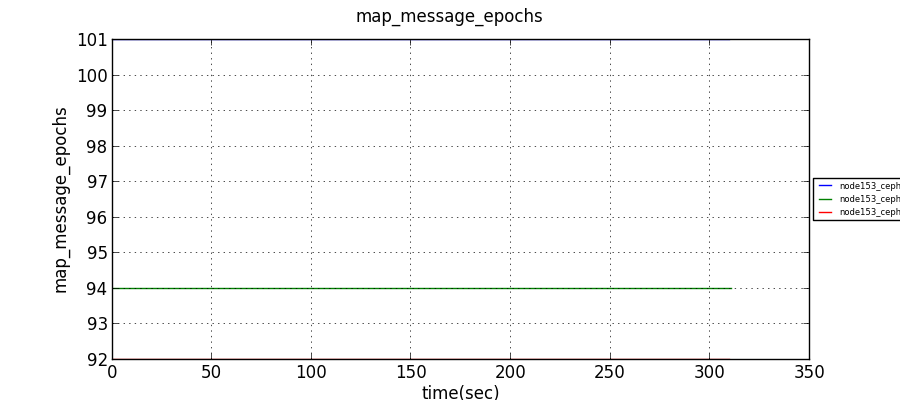 map_message_epochs
map_message_epochs
101
100
99
98
97
96
95
94
93
92
0 50 100 150 200 250 300 350
time(sec)
node153_ceph
node153_ceph
node153_ceph